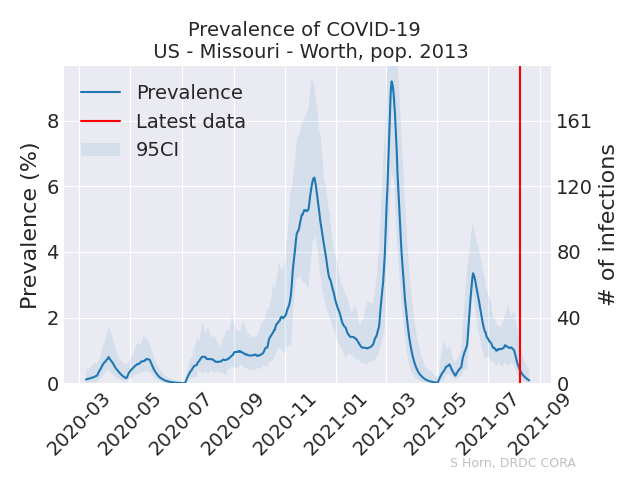 Prevalence of COVID-19
US - Missouri - Worth, pop. 2013
Prevalence
Latest data
95CI
Prevalence (%)
8
6
4
2
0
161
120
80
40
0
# of infections
2020-03
2020-05
2020-07
2020-09
2020-11
2021-01
2021-03
2021-05
2021-07
2021-09
S Horn, DRDC CORA